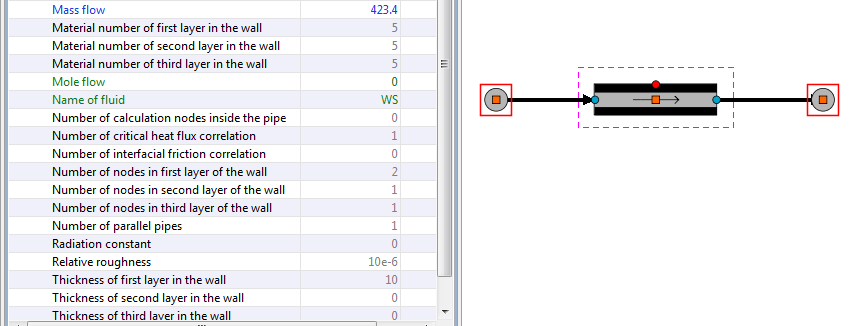 Mass flow 423.4
Material number of first layer in the wall 5
Material number of second layer in the wall 5
Material number of third layer in the wall 5
Mole flow 0
Name of fluid WS
Number of calculation nodes inside the pipe 0
Number of critical heat flux correlation 1
Number of interfacial friction correlation 0
Number of nodes in first layer of the wall 2
Number of nodes in second layer of the wall 1
Number of nodes in third layer of the wall 1
Number of parallel pipes 1
Radiation constant 0
Relative roughness 10e-6
Thickness of first layer in the wall 10
Thickness of second layer in the wall 0
Thickness of third layer in the wall 0